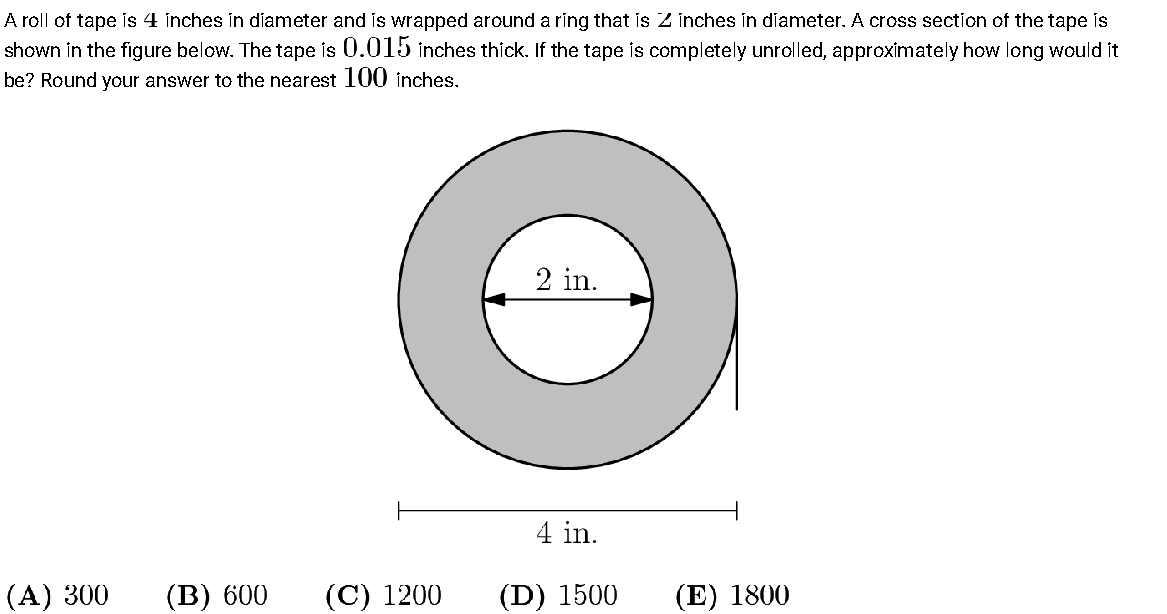 A roll of tape is 4 inches in diameter and is wrapped around a ring that is 2 inches in diameter. A cross section of the tape is
shown in the figure below. The tape is 0.015 inches thick. If the tape is completely unrolled, approximately how long would it
be? Round your answer to the nearest 100 inches.
2 in.
4 in.
(A) 300 (B) 600 (C) 1200 (D) 1500 (E) 1800